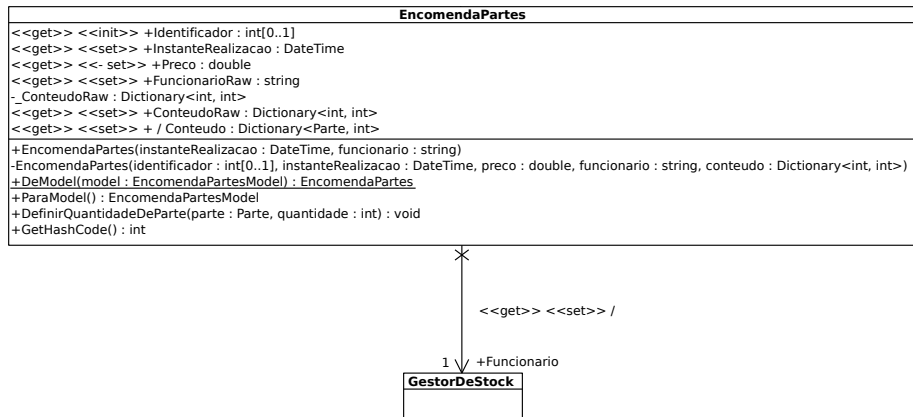 EncomendaPartes
<<get>> <<init>> +Identificador : int[0..1]
<<get>> <<set>> +InstanteRealizacao : DateTime
<<get>> <<- set>> +Preco : double
<<get>> <<set>> +FuncionarioRaw : string
-_ConteudoRaw : Dictionary<int, int>
<<get>> <<set>> +ConteudoRaw : Dictionary<int, int>
<<get>> <<set>> + / Conteudo : Dictionary<Parte, int>
+EncomendaPartes(instanteRealizacao : DateTime, funcionario : string)
-EncomendaPartes(identificador : int[0..1], instanteRealizacao : DateTime, preco : double, funcionario : string, conteudo : Dictionary<int, int>)
+DeModel(model : EncomendaPartesModel) : EncomendaPartes
+ParaModel() : EncomendaPartesModel
+DefinirQuantidadeDeParte(parte : Parte, quantidade : int) : void
+GetHashCode() : int
<<get>> <<set>> /
1 +Funcionario
GestorDeStock